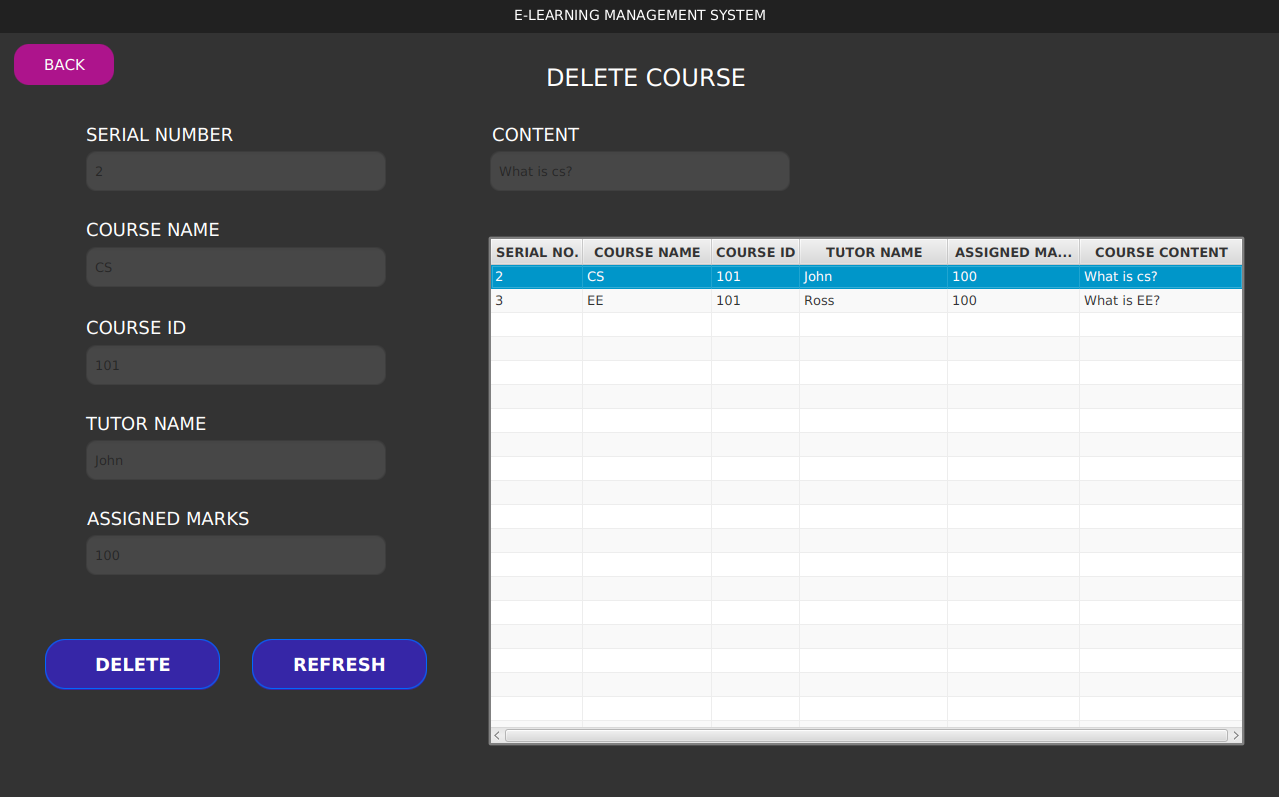 E-LEARNING MANAGEMENT SYSTEM
BACK
DELETE COURSE
SERIAL NUMBER
2
COURSE NAME
CS
COURSE ID
101
TUTOR NAME
John
ASSIGNED MARKS
100
DELETE REFRESH
CONTENT
What is cs?
SERIAL NO. COURSE NAME COURSE ID TUTOR NAME ASSIGNED MA... COURSE CONTENT
2 CS 101 John 100 What is cs?
3 EE 101 Ross 100 What is EE?